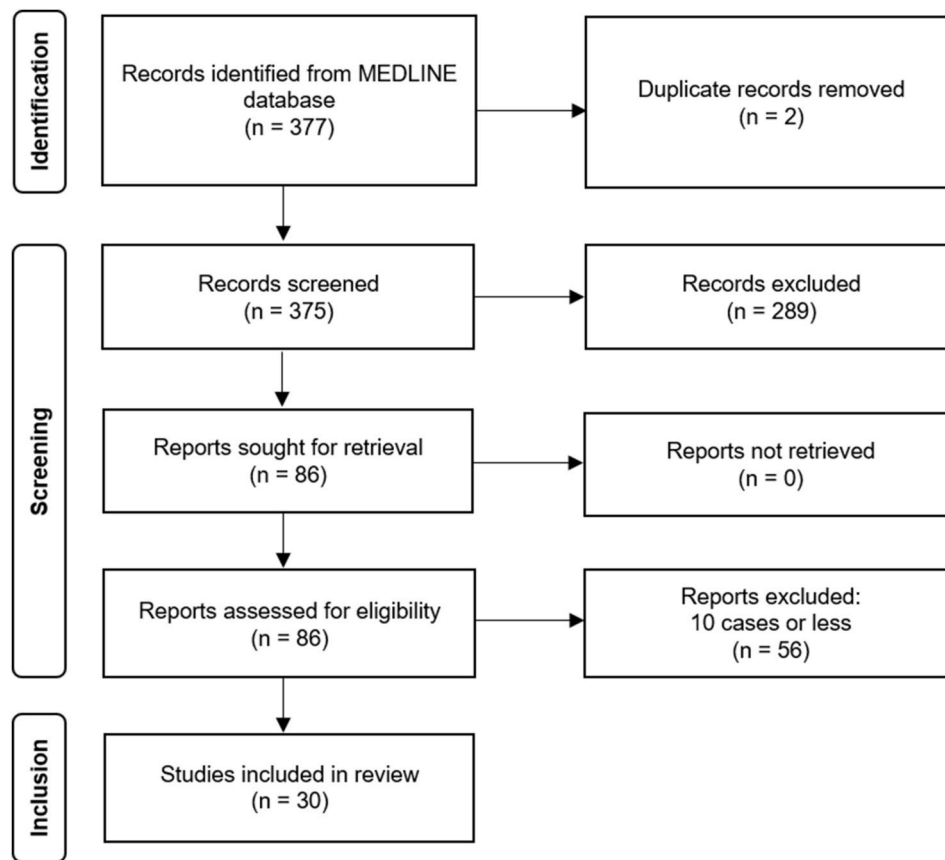 Identification
Records identified from MEDLINE
database
(n = 377)
Duplicate records removed
(n = 2)
Screening
Records screened
(n = 375)
Records excluded
(n = 289)
Reports sought for retrieval
(n = 86)
Reports not retrieved
(n = 0)
Reports assessed for eligibility
(n = 86)
Reports excluded:
10 cases or less
(n = 56)
Inclusion
Studies included in review
(n = 30)